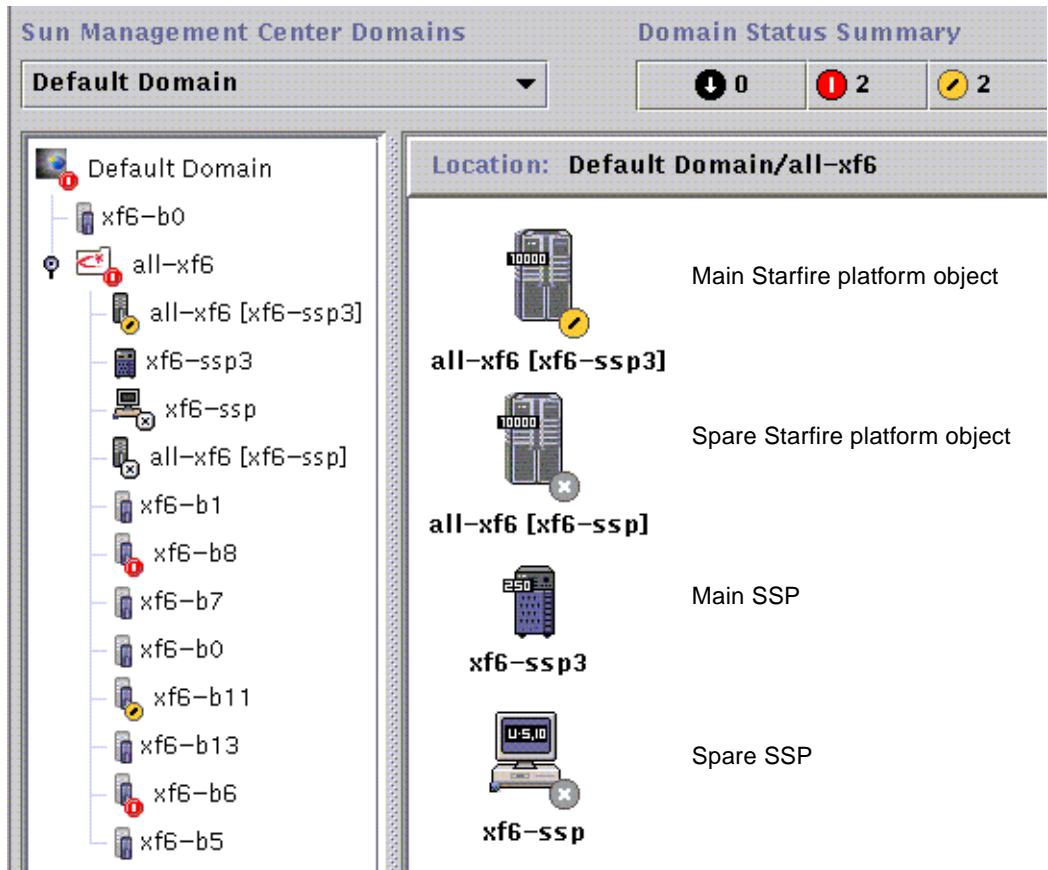 Sun Management Center Domains
Domain Status Summary
Default Domain
0
2
2
Default Domain
xf6-b0
all-xf6
all-xf6 [xf6-ssp3]
xf6-ssp3
xf6-ssp
all-xf6 [xf6-ssp]
xf6-b1
xf6-b8
xf6-b7
xf6-b0
xf6-b11
xf6-b13
xf6-b6
xf6-b5
Location: Default Domain/all-xf6
10000
Main Starfire platform object
all-xf6 [xf6-ssp3]
10000
Spare Starfire platform object
all-xf6 [xf6-ssp]
250
Main SSP
xf6-ssp3
U-5,10
Spare SSP
xf6-ssp